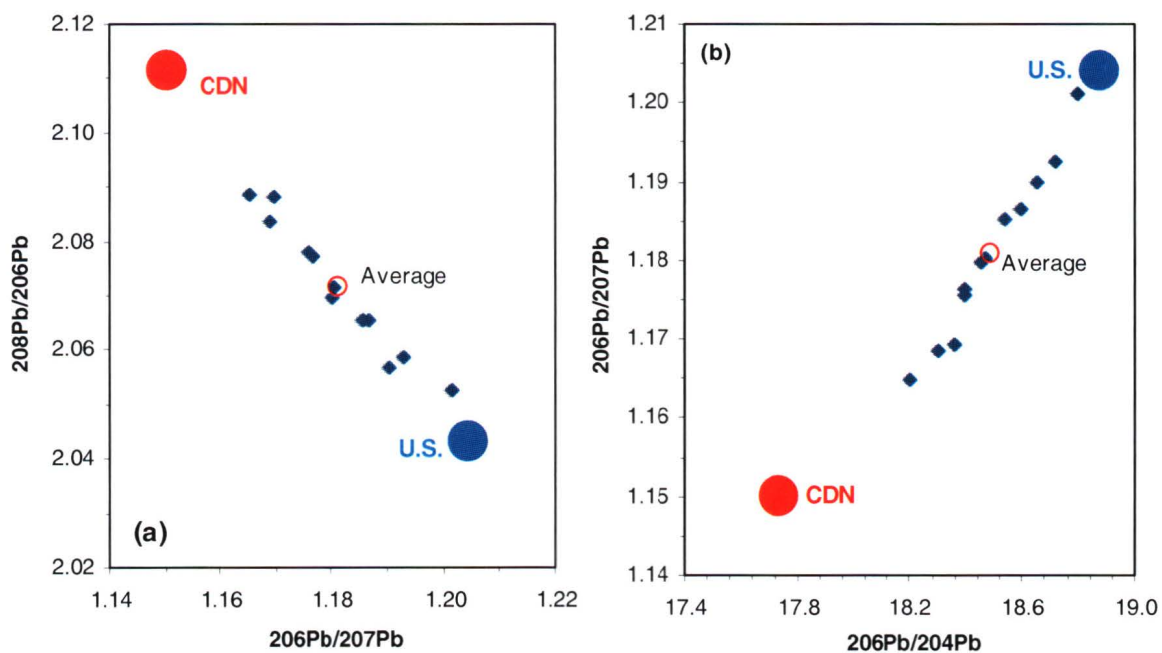 2.12
CDN
2.10
2.08
Average
2.06
U.S.
2.04
(a)
2.02
1.14
1.16
1.18
1.20
1.22
208Pb/206Pb
206Pb/207Pb
1.21
(b)
U.S.
1.20
1.19
1.18
Average
1.17
1.16
1.15
CDN
1.14
17.4
17.8
18.2
18.6
19.0
206Pb/207Pb
206Pb/204Pb